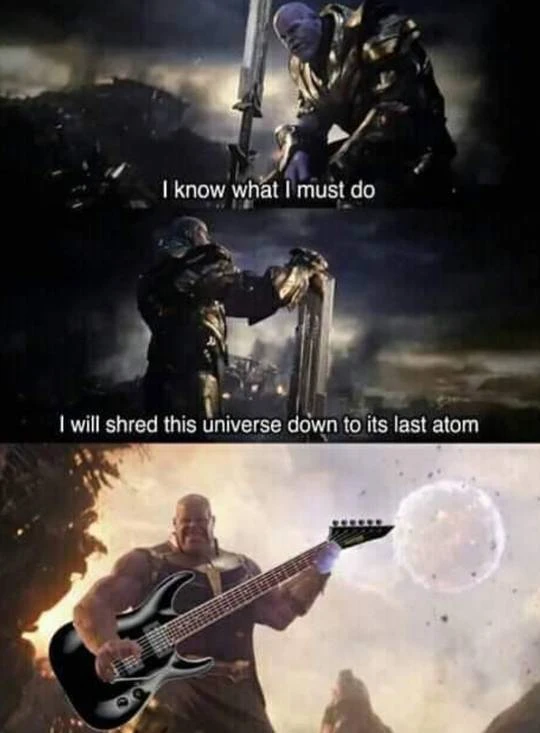 I know what I must do
I will shred this universe down to its last atom